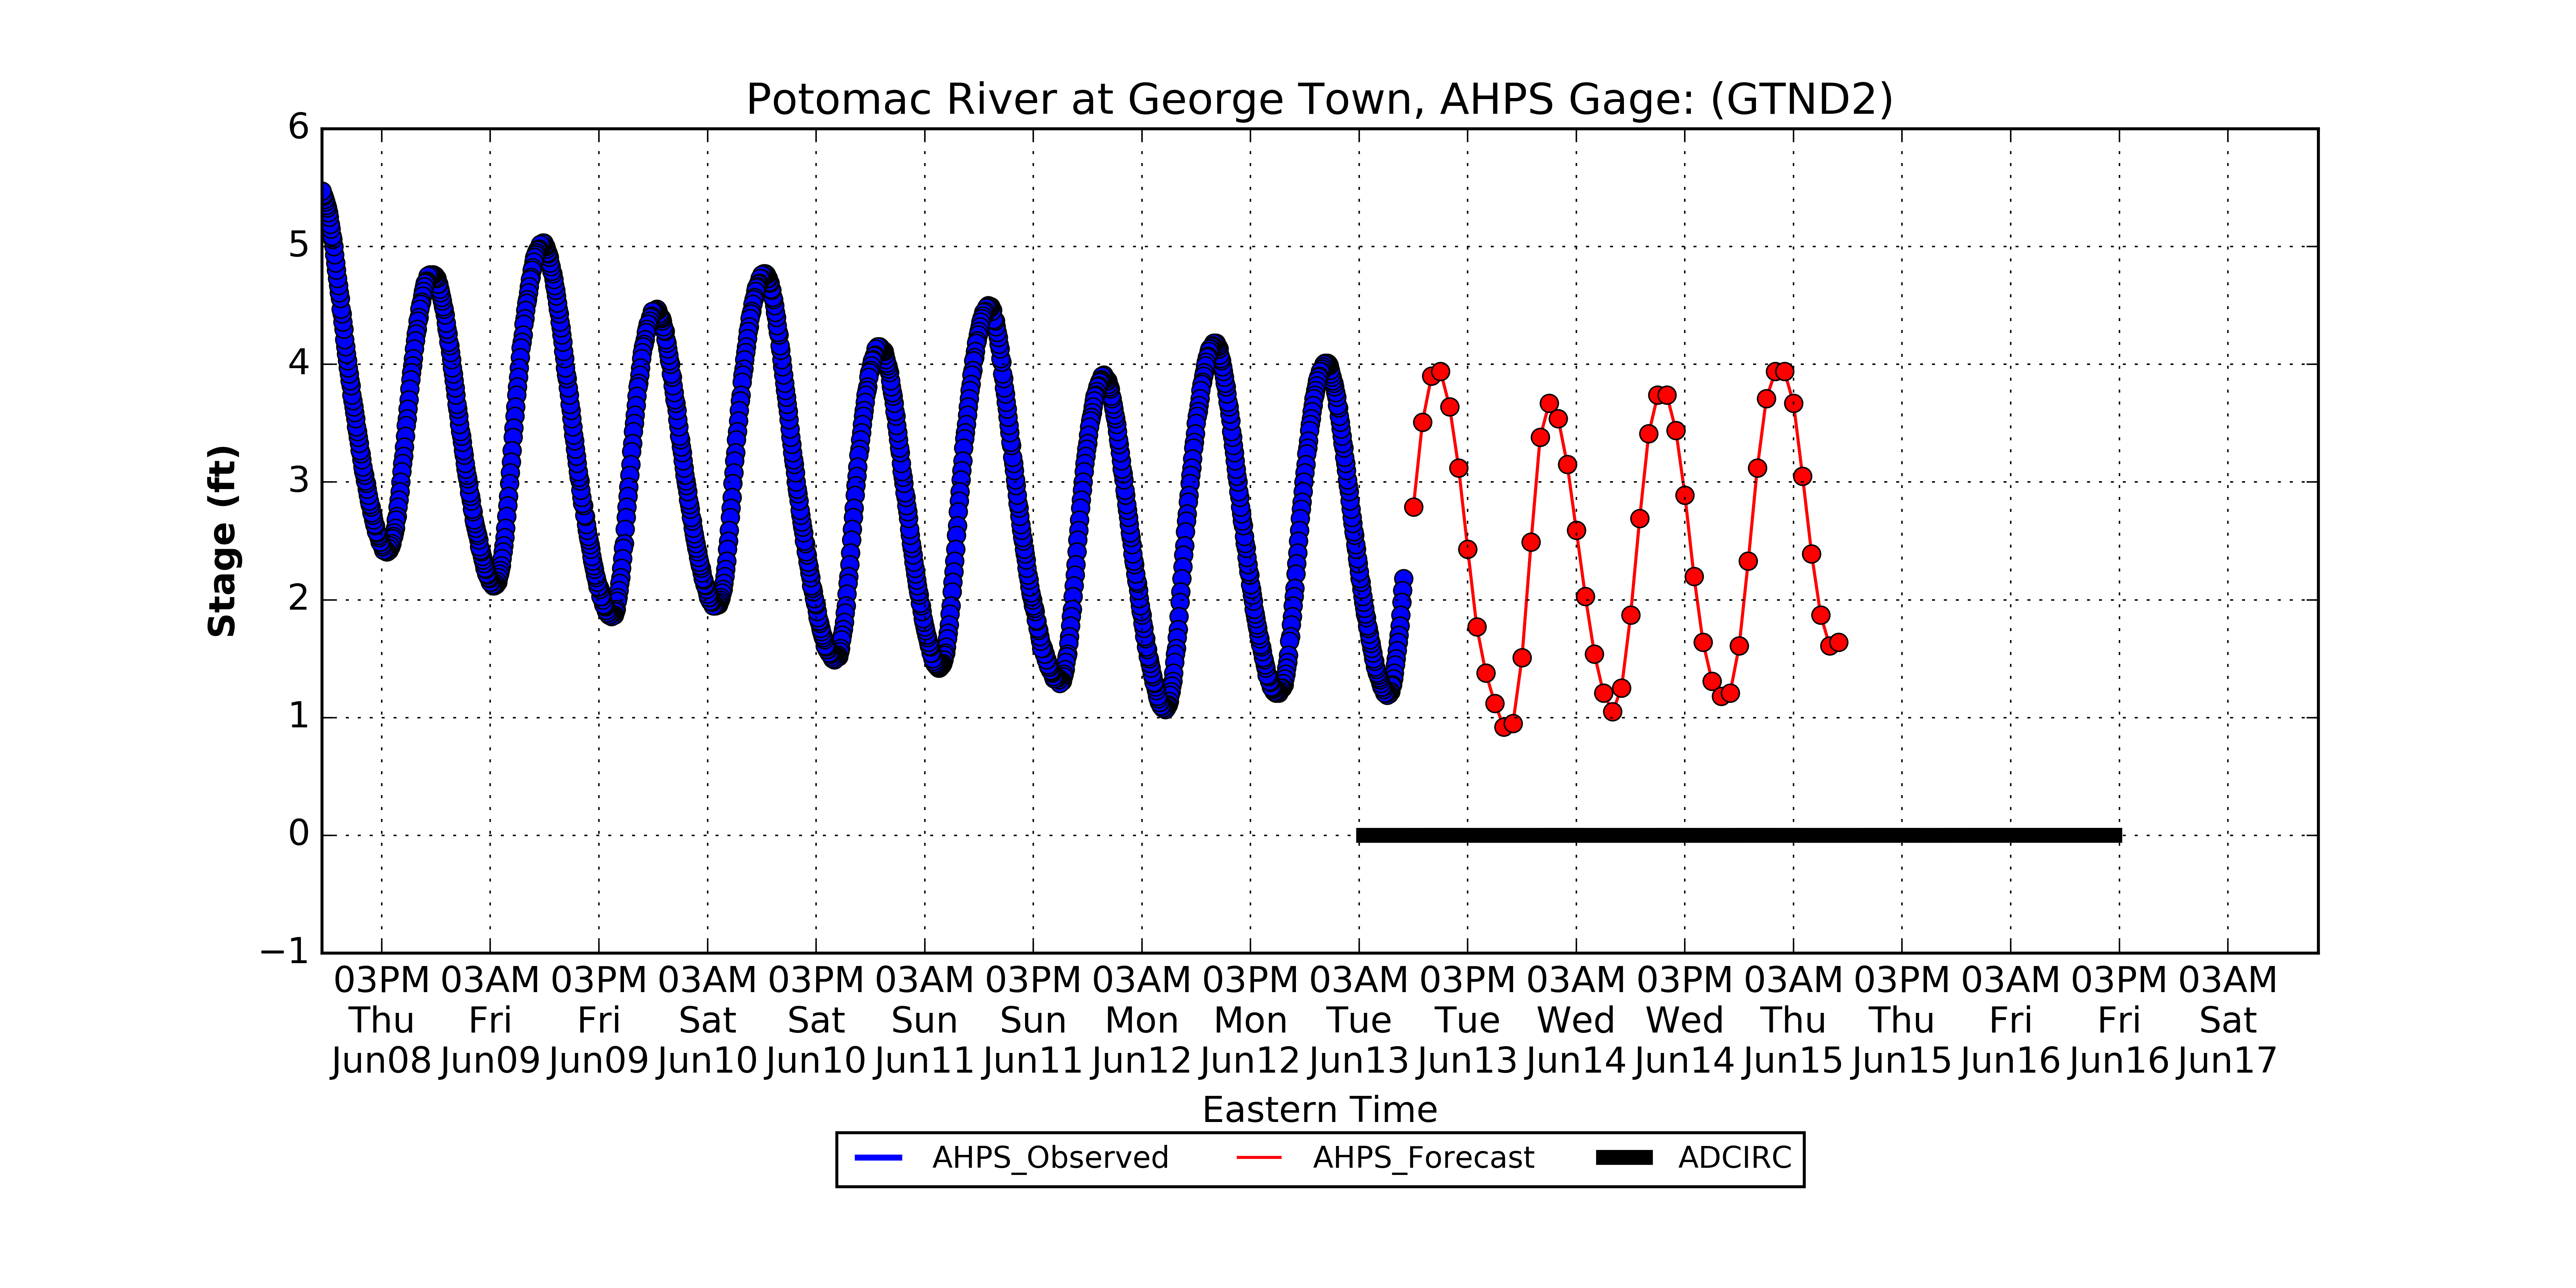 Potomac River at George Town, AHPS Gage: (GTND2)
6
5
4
3
2
1
0
−1
Stage (ft)
03PM 03AM 03PM 03AM 03PM 03AM 03PM 03AM 03PM 03AM 03PM 03AM 03PM 03AM 03PM 03AM 03PM 03AM
Thu Fri Fri Sat Sat Sun Sun Mon Mon Tue Tue Wed Wed Thu Thu Fri Fri Sat
Jun08 Jun09 Jun09 Jun10 Jun10 Jun11 Jun11 Jun12 Jun12 Jun13 Jun13 Jun14 Jun14 Jun15 Jun15 Jun16 Jun16 Jun17
Eastern Time
AHPS_Observed AHPS_Forecast ADCIRC